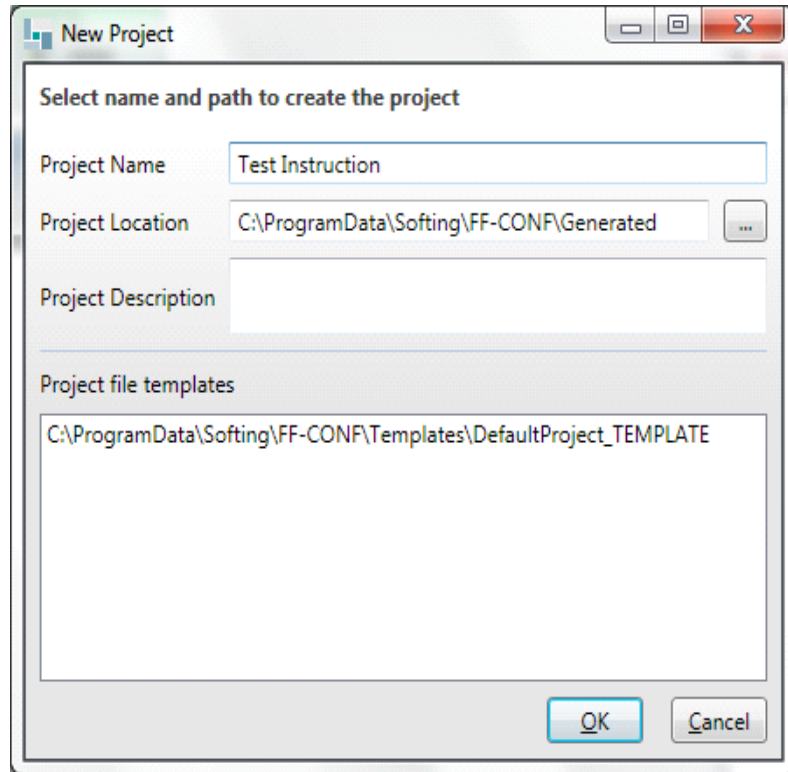 New Project
Select name and path to create the project
Project Name Test Instruction
Project Location C:\ProgramData\Softing\FF-CONF\Generated ...
Project Description
Project file templates
C:\ProgramData\Softing\FF-CONF\Templates\DefaultProject_TEMPLATE
OK Cancel